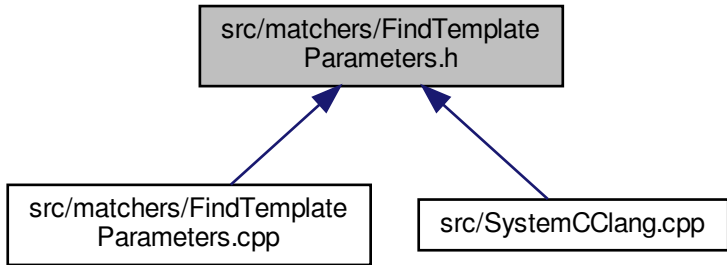 src/matchers/FindTemplate
Parameters.h
src/matchers/FindTemplate
Parameters.cpp
src/SystemCClang.cpp